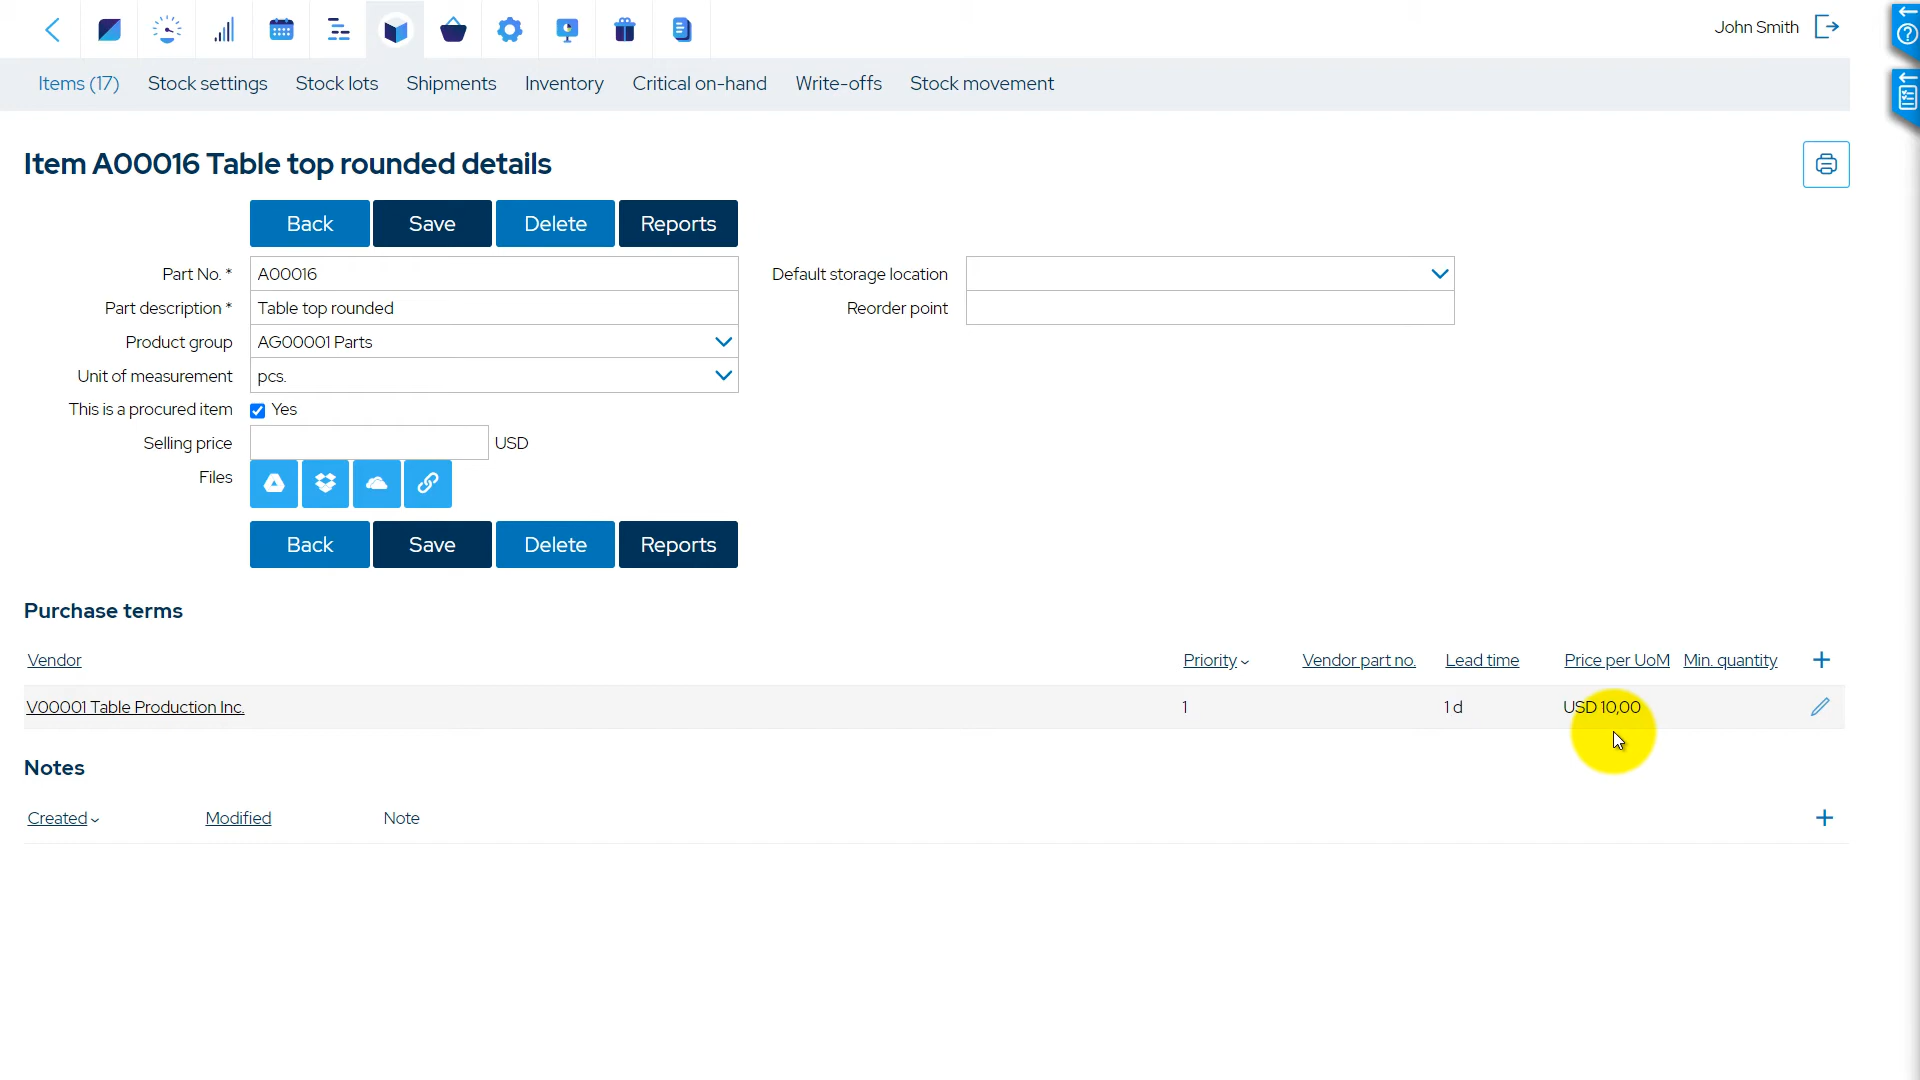 John Smith
Items (17) Stock settings Stock lots Shipments Inventory Critical on-hand Write-offs Stock movement
Item A00016 Table top rounded details
Back Save Delete Reports
Part No. * A00016 Default storage location
Part description * Table top rounded Reorder point
Product group AG00001 Parts
Unit of measurement pcs.
This is a procured item Yes
Selling price USD
Files
Back Save Delete Reports
Purchase terms
Vendor Priority Vendor part no. Lead time Price per UoM Min. quantity
V00001 Table Production Inc. 1 1 d USD 10,00
Notes
Created Modified Note